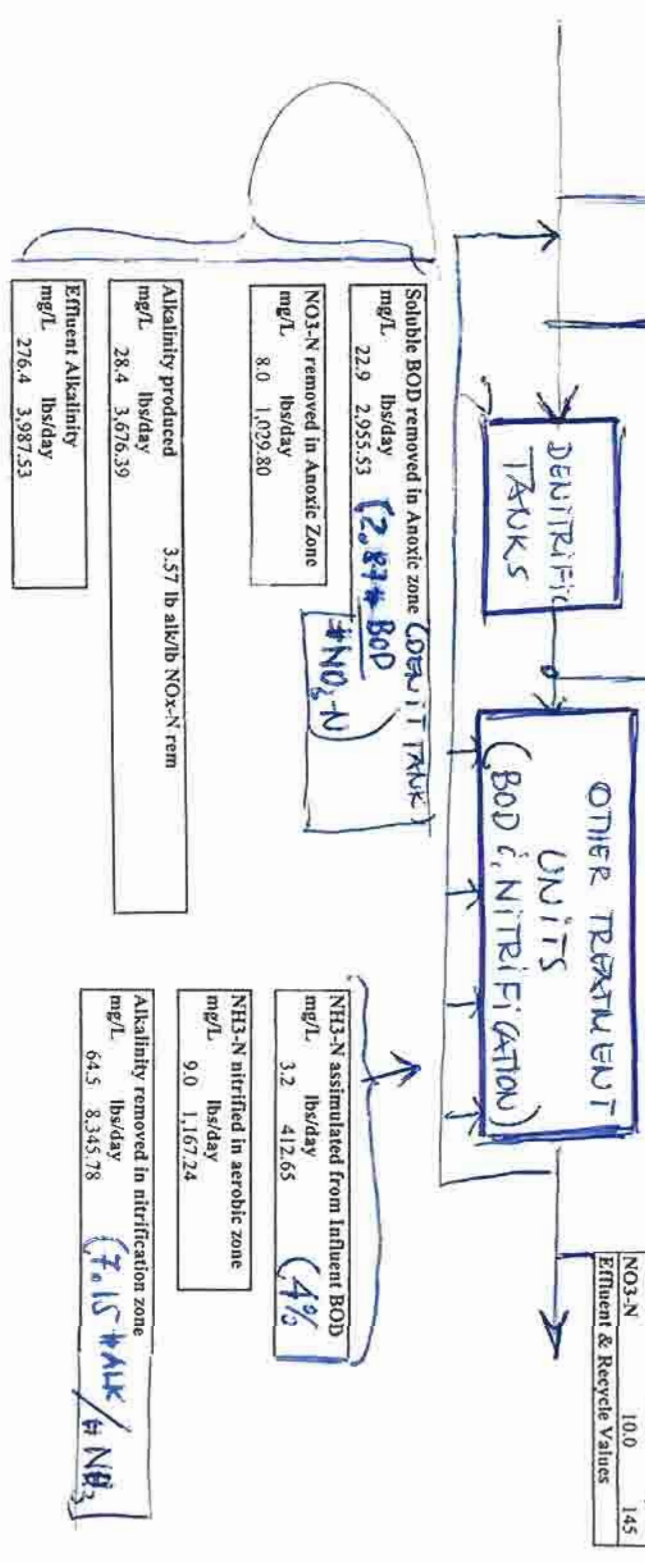 NO3-N 10.0 145
Effluent & Recycle Values
DENITRIFIC
TANKS
OTHER TREATMENT
UNITS
(BOD & NITRIFICATION)
Soluble BOD removed in Anoxic zone (DENIT TANK)
mg/L lbs/day
22.9 2,955.53 (2.87 # BOD
# NO3-N)
NO3-N removed in Anoxic Zone
mg/L lbs/day
8.0 1,029.80
Alkalinity produced
mg/L lbs/day 3.57 lb alk/lb NOx-N rem
28.4 3,676.39
Effluent Alkalinity
mg/L lbs/day
276.4 3,987.53
NH3-N assimulated from Influent BOD
mg/L lbs/day
3.2 412.65 (4%
NH3-N nitrified in aerobic zone
mg/L lbs/day
9.0 1,167.24
Alkalinity removed in nitrification zone
mg/L lbs/day
64.5 8,345.78 (7.15 # ALK
/ # NH3